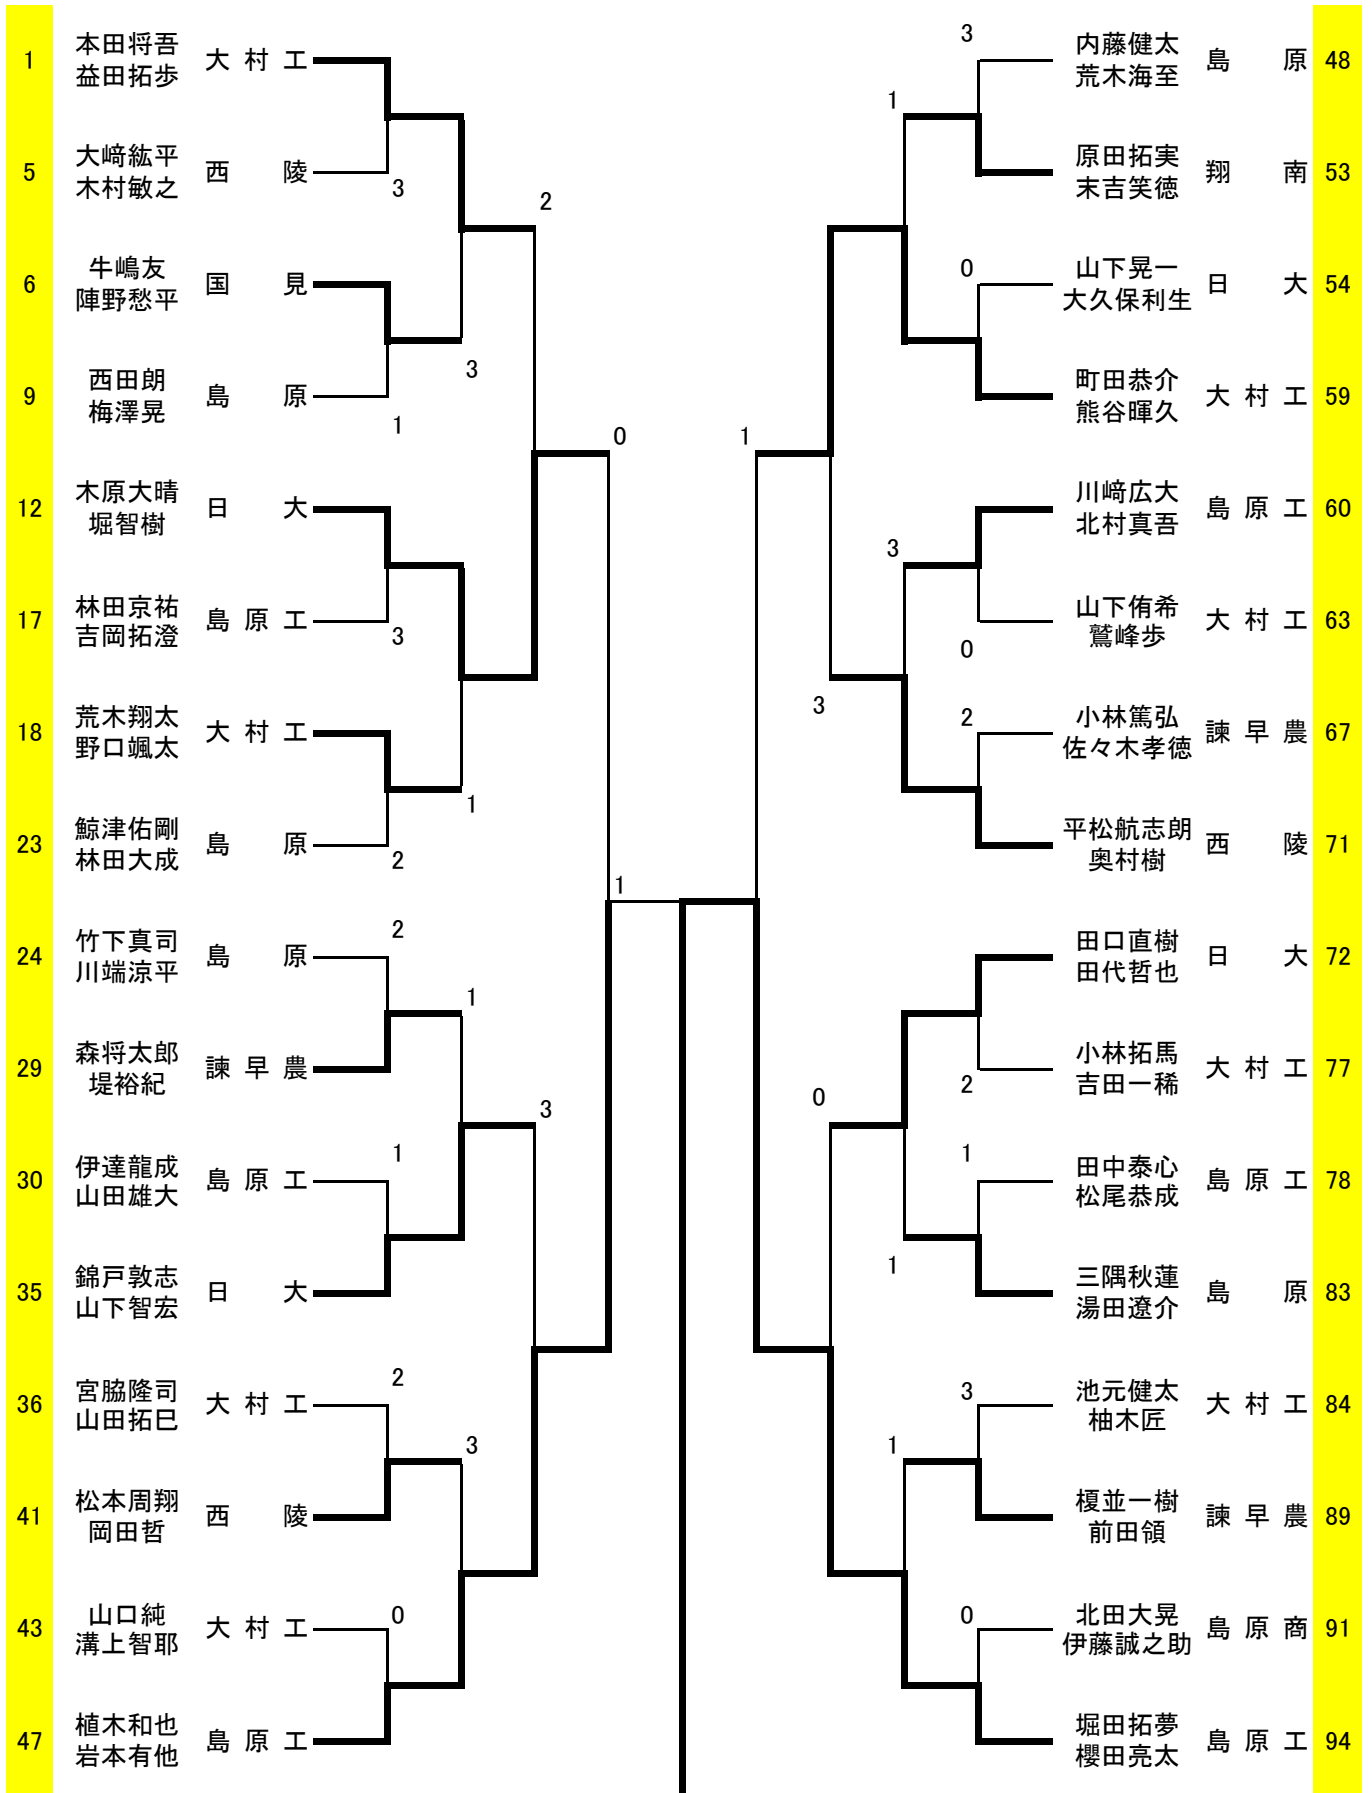 1 本田将吾 大村工
益田拓歩
5 大﨑紘平 西陵
木村敏之
3
6 牛嶋友 国見
陣野愁平
9 西田朗 島原
梅澤晃
1
3
2
12 木原大晴 日大
堀智樹
17 林田京祐 島原工
吉岡拓澄
3
18 荒木翔太 大村工
野口颯太
23 鯨津佑剛 島原
林田大成
2
1
0
24 竹下真司 島原
川端涼平
2
29 森将太郎 諫早農
堤裕紀
1
30 伊達龍成 島原工
山田雄大
1
35 錦戸敦志 日大
山下智宏
3
36 宮脇隆司 大村工
山田拓巳
2
41 松本周翔 西陵
岡田哲
3
43 山口純 大村工
溝上智耶
0
47 植木和也 島原工
岩本有他
1
3
内藤健太 島原 48
荒木海至
1
原田拓実 翔南 53
末吉笑徳
0
山下晃一 日大 54
大久保利生
町田恭介 大村工 59
熊谷暉久
1
川﨑広大 島原工 60
北村真吾
3
山下侑希 大村工 63
鷲峰歩
0
2
小林篤弘 諫早農 67
佐々木孝徳
3
平松航志朗 西陵 71
奥村樹
田口直樹 日大 72
田代哲也
小林拓馬 大村工 77
吉田一稀
2
0
1
田中泰心 島原工 78
松尾恭成
1
三隅秋蓮 島原 83
湯田遼介
3
池元健太 大村工 84
柚木匠
1
榎並一樹 諫早農 89
前田領
0
北田大晃 島原商 91
伊藤誠之助
堀田拓夢 島原工 94
櫻田亮太